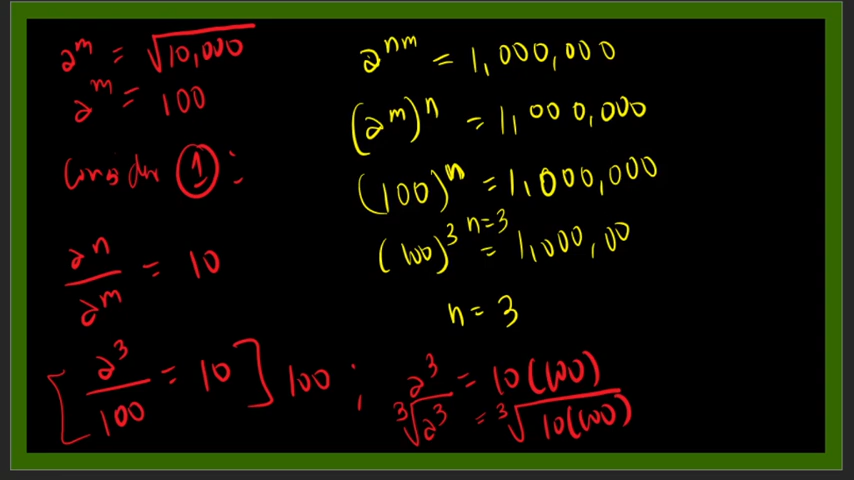 a^m = √10,000
a^m = 100
Consider ① :
a^n / a^m = 10
[ a^3 / 100 = 10 ] 100 ;
a^nm = 1,000,000
(a^m)^n = 1,000,000
(100)^n = 1,000,000
n=3
(100)^3 = 1,000,00
n = 3
a^3 = 10(100)
∛a^3 = ∛10(100)